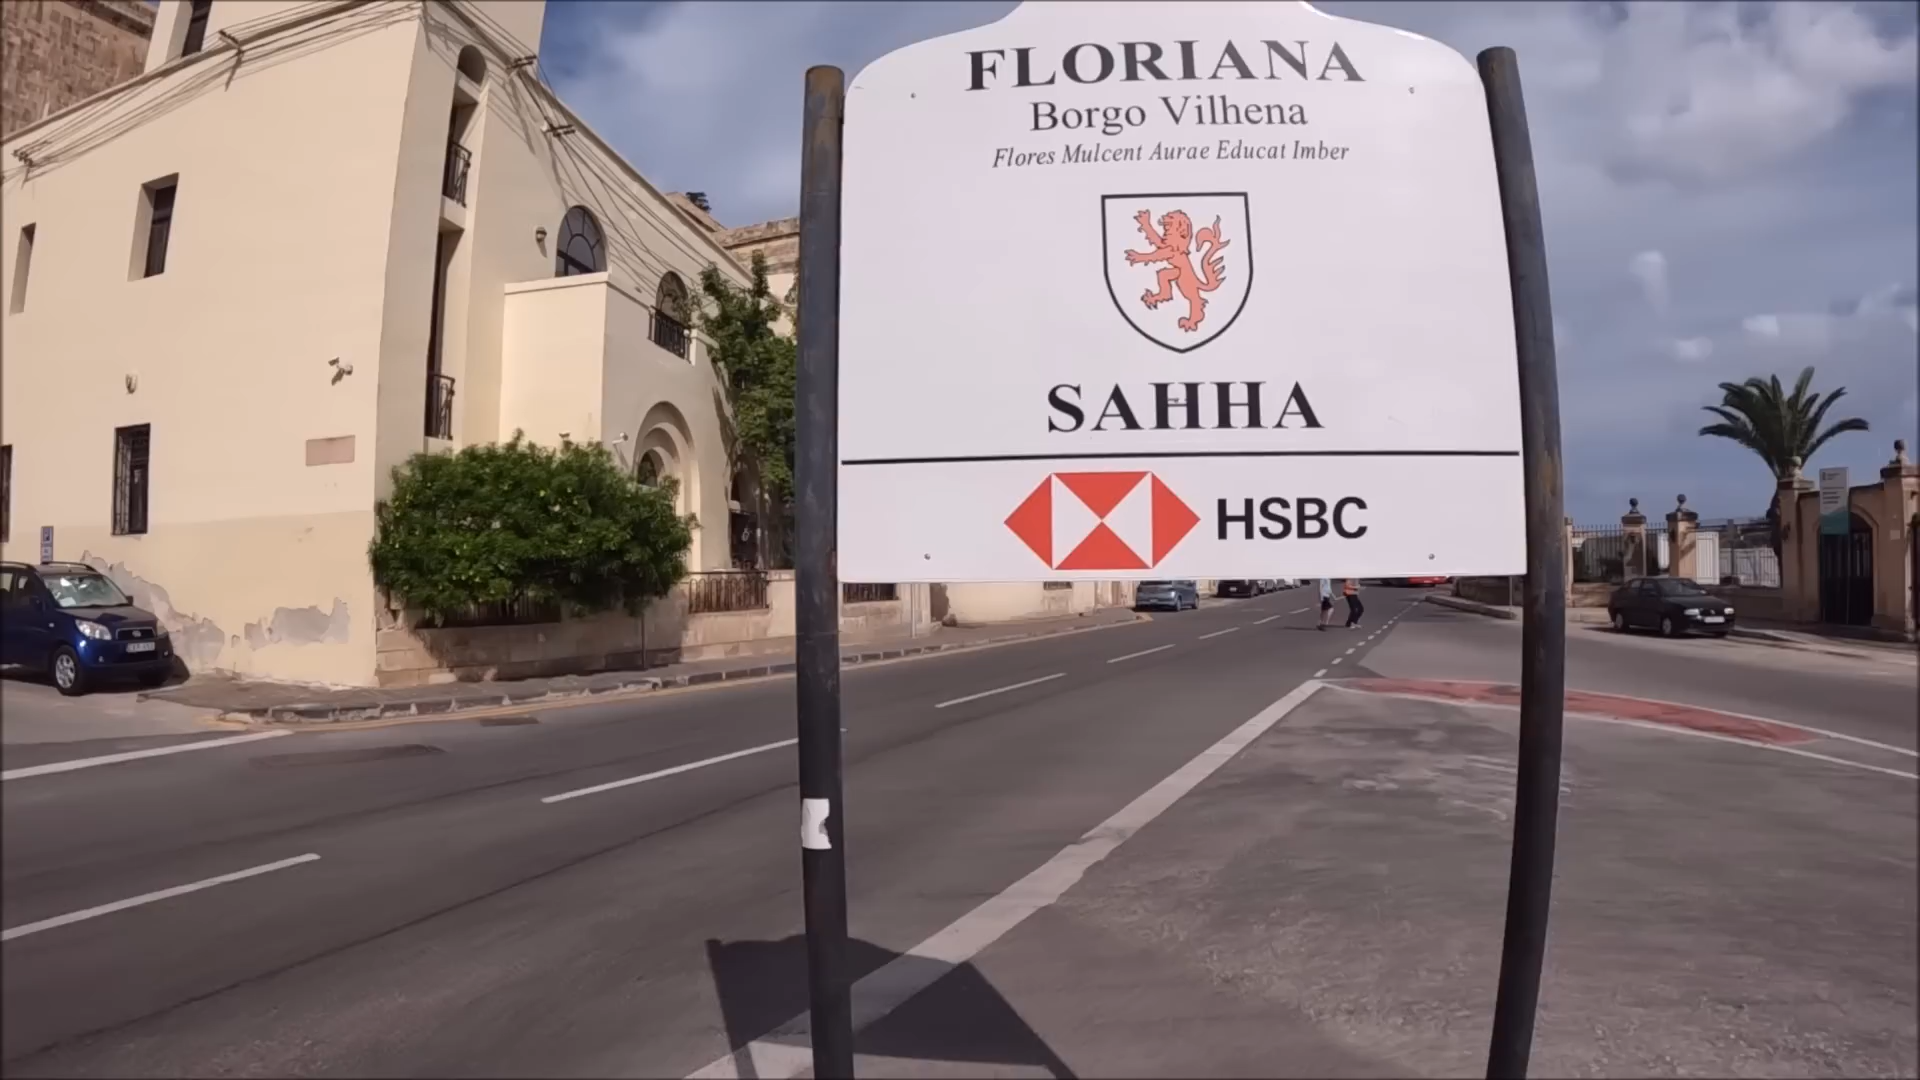 FLORIANA
Borgo Vilhena
Flores Mulcent Aurae Educat Imber
SAHHA
HSBC